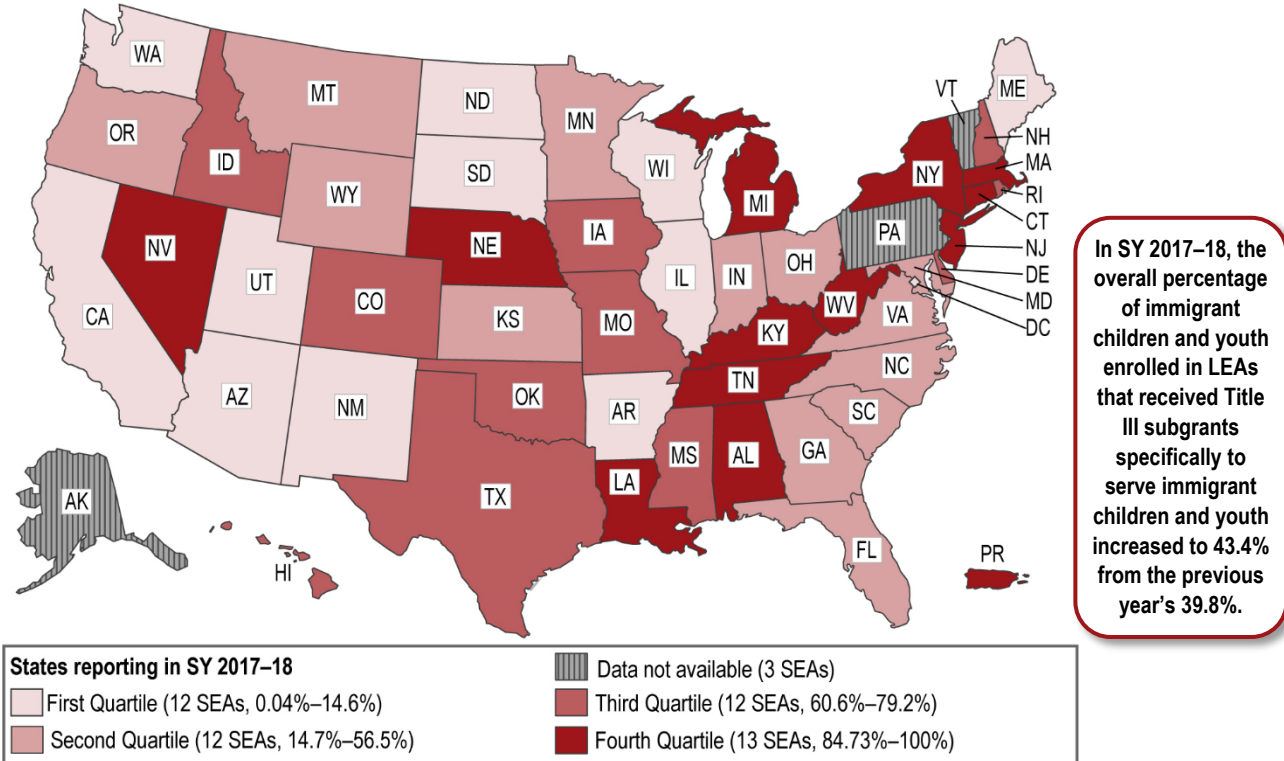 WA
MT
ND
MN
VT
ME
OR
ID
SD
WI
NH
MA
NY
WY
MI
RI
CT
IA
PA
NE
NJ
NV
OH
DE
UT
IL
IN
MD
CO
WV
DC
CA
KS
MO
VA
KY
NC
TN
OK
AZ
NM
AR
SC
MS
AL
GA
LA
TX
AK
FL
HI
PR
In SY 2017–18, the
overall percentage
of immigrant
children and youth
enrolled in LEAs
that received Title
III subgrants
specifically to
serve immigrant
children and youth
increased to 43.4%
from the previous
year’s 39.8%.
States reporting in SY 2017–18
Data not available (3 SEAs)
First Quartile (12 SEAs, 0.04%–14.6%)
Third Quartile (12 SEAs, 60.6%–79.2%)
Second Quartile (12 SEAs, 14.7%–56.5%)
Fourth Quartile (13 SEAs, 84.73%–100%)